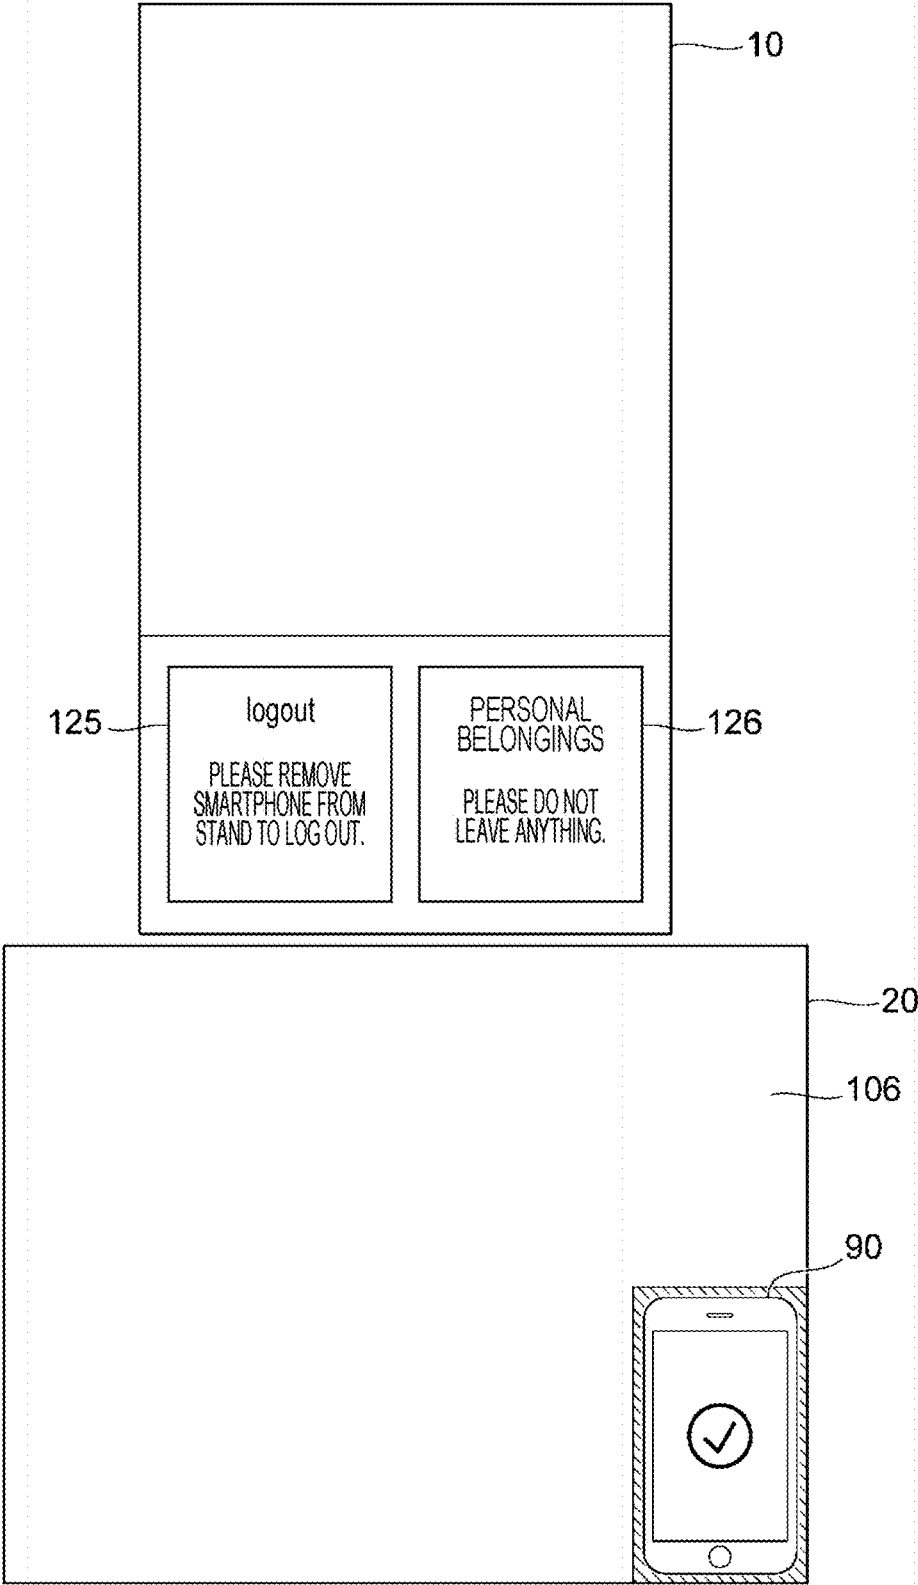 10
logout
PLEASE REMOVE
SMARTPHONE FROM
STAND TO LOG OUT.
125
PERSONAL
BELONGINGS
PLEASE DO NOT
LEAVE ANYTHING.
126
20
106
90